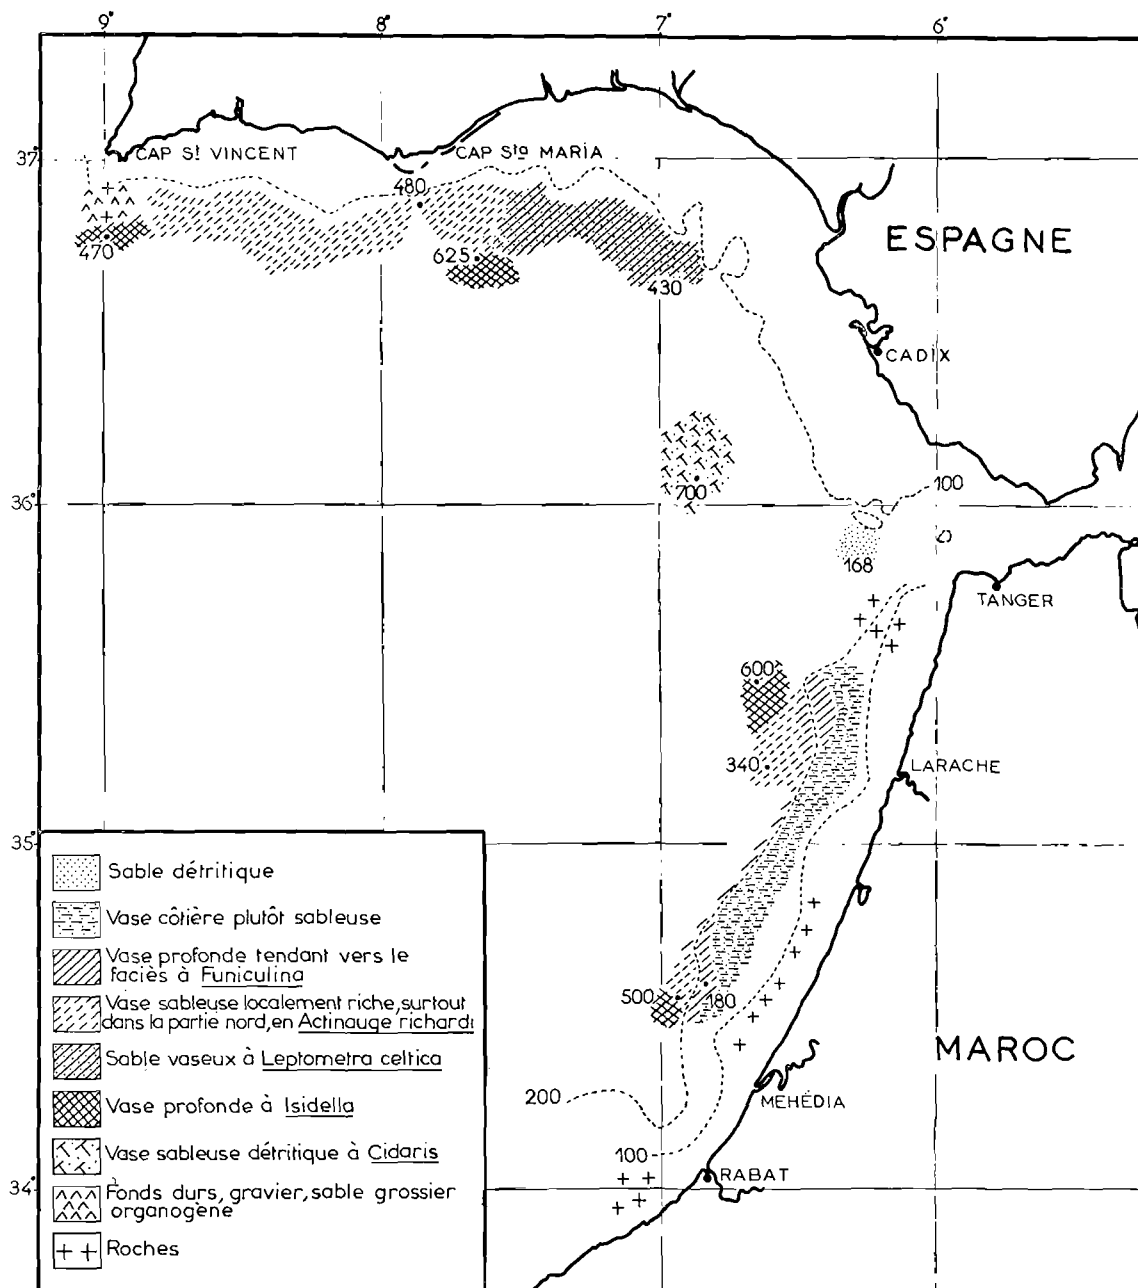 9°
8°
7°
6°
37°
CAP St VINCENT
CAP Sta MARIA
480
ESPAGNE
470
625
430
CADIX
700
36°
100
168
TANGER
600
340
LARACHE
35°
Sable détritique
Vase côtière plutôt sableuse
Vase profonde tendant vers le
faciès à Funiculina
Vase sableuse localement riche, surtout
dans la partie nord, en Actinauge richardi
Sable vaseux à Leptometra celtica
Vase profonde à Isidella
Vase sableuse détritique à Cidaris
à
Fonds durs, gravier, sable grossier
organogène
Roches
500
180
MAROC
200
MEHÉDIA
100
RABAT
34°